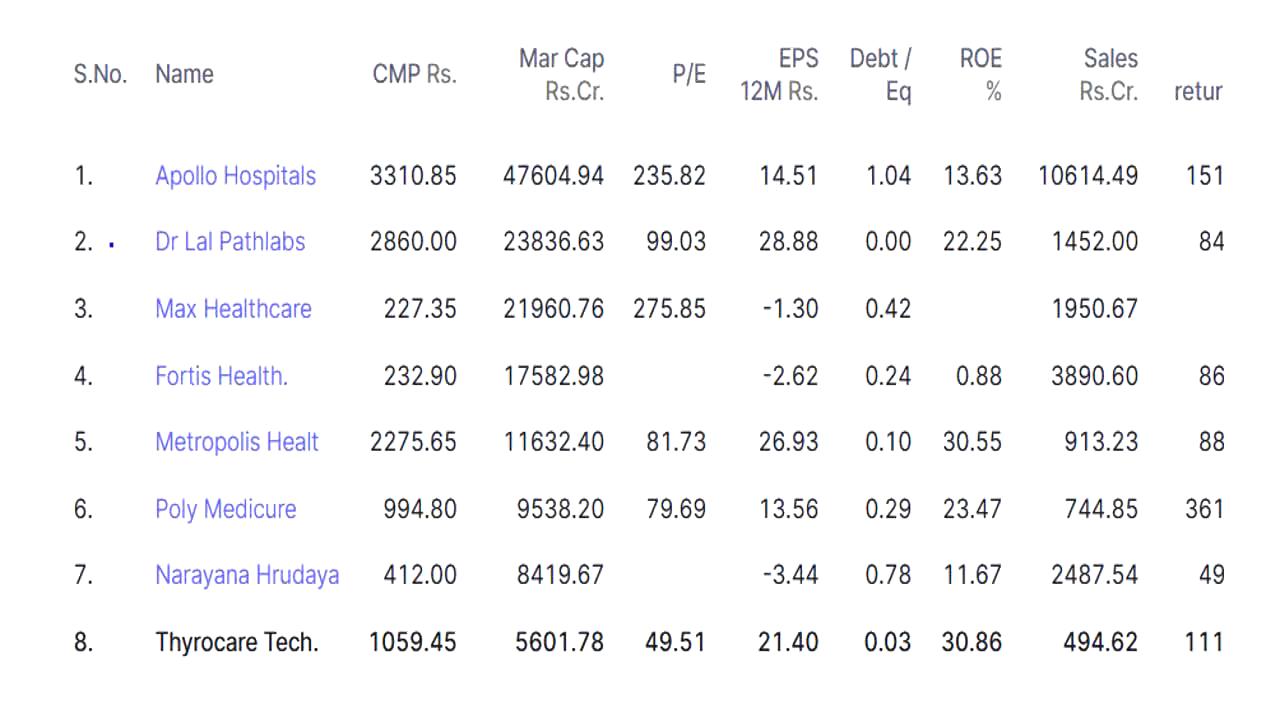 S.No. Name CMP Rs. Mar Cap Rs.Cr. P/E EPS 12M Rs. Debt / Eq ROE % Sales Rs.Cr. retur
1. Apollo Hospitals 3310.85 47604.94 235.82 14.51 1.04 13.63 10614.49 151
2. Dr Lal Pathlabs 2860.00 23836.63 99.03 28.88 0.00 22.25 1452.00 84
3. Max Healthcare 227.35 21960.76 275.85 -1.30 0.42 1950.67
4. Fortis Health. 232.90 17582.98 -2.62 0.24 0.88 3890.60 86
5. Metropolis Healt 2275.65 11632.40 81.73 26.93 0.10 30.55 913.23 88
6. Poly Medicure 994.80 9538.20 79.69 13.56 0.29 23.47 744.85 361
7. Narayana Hrudaya 412.00 8419.67 -3.44 0.78 11.67 2487.54 49
8. Thyrocare Tech. 1059.45 5601.78 49.51 21.40 0.03 30.86 494.62 111